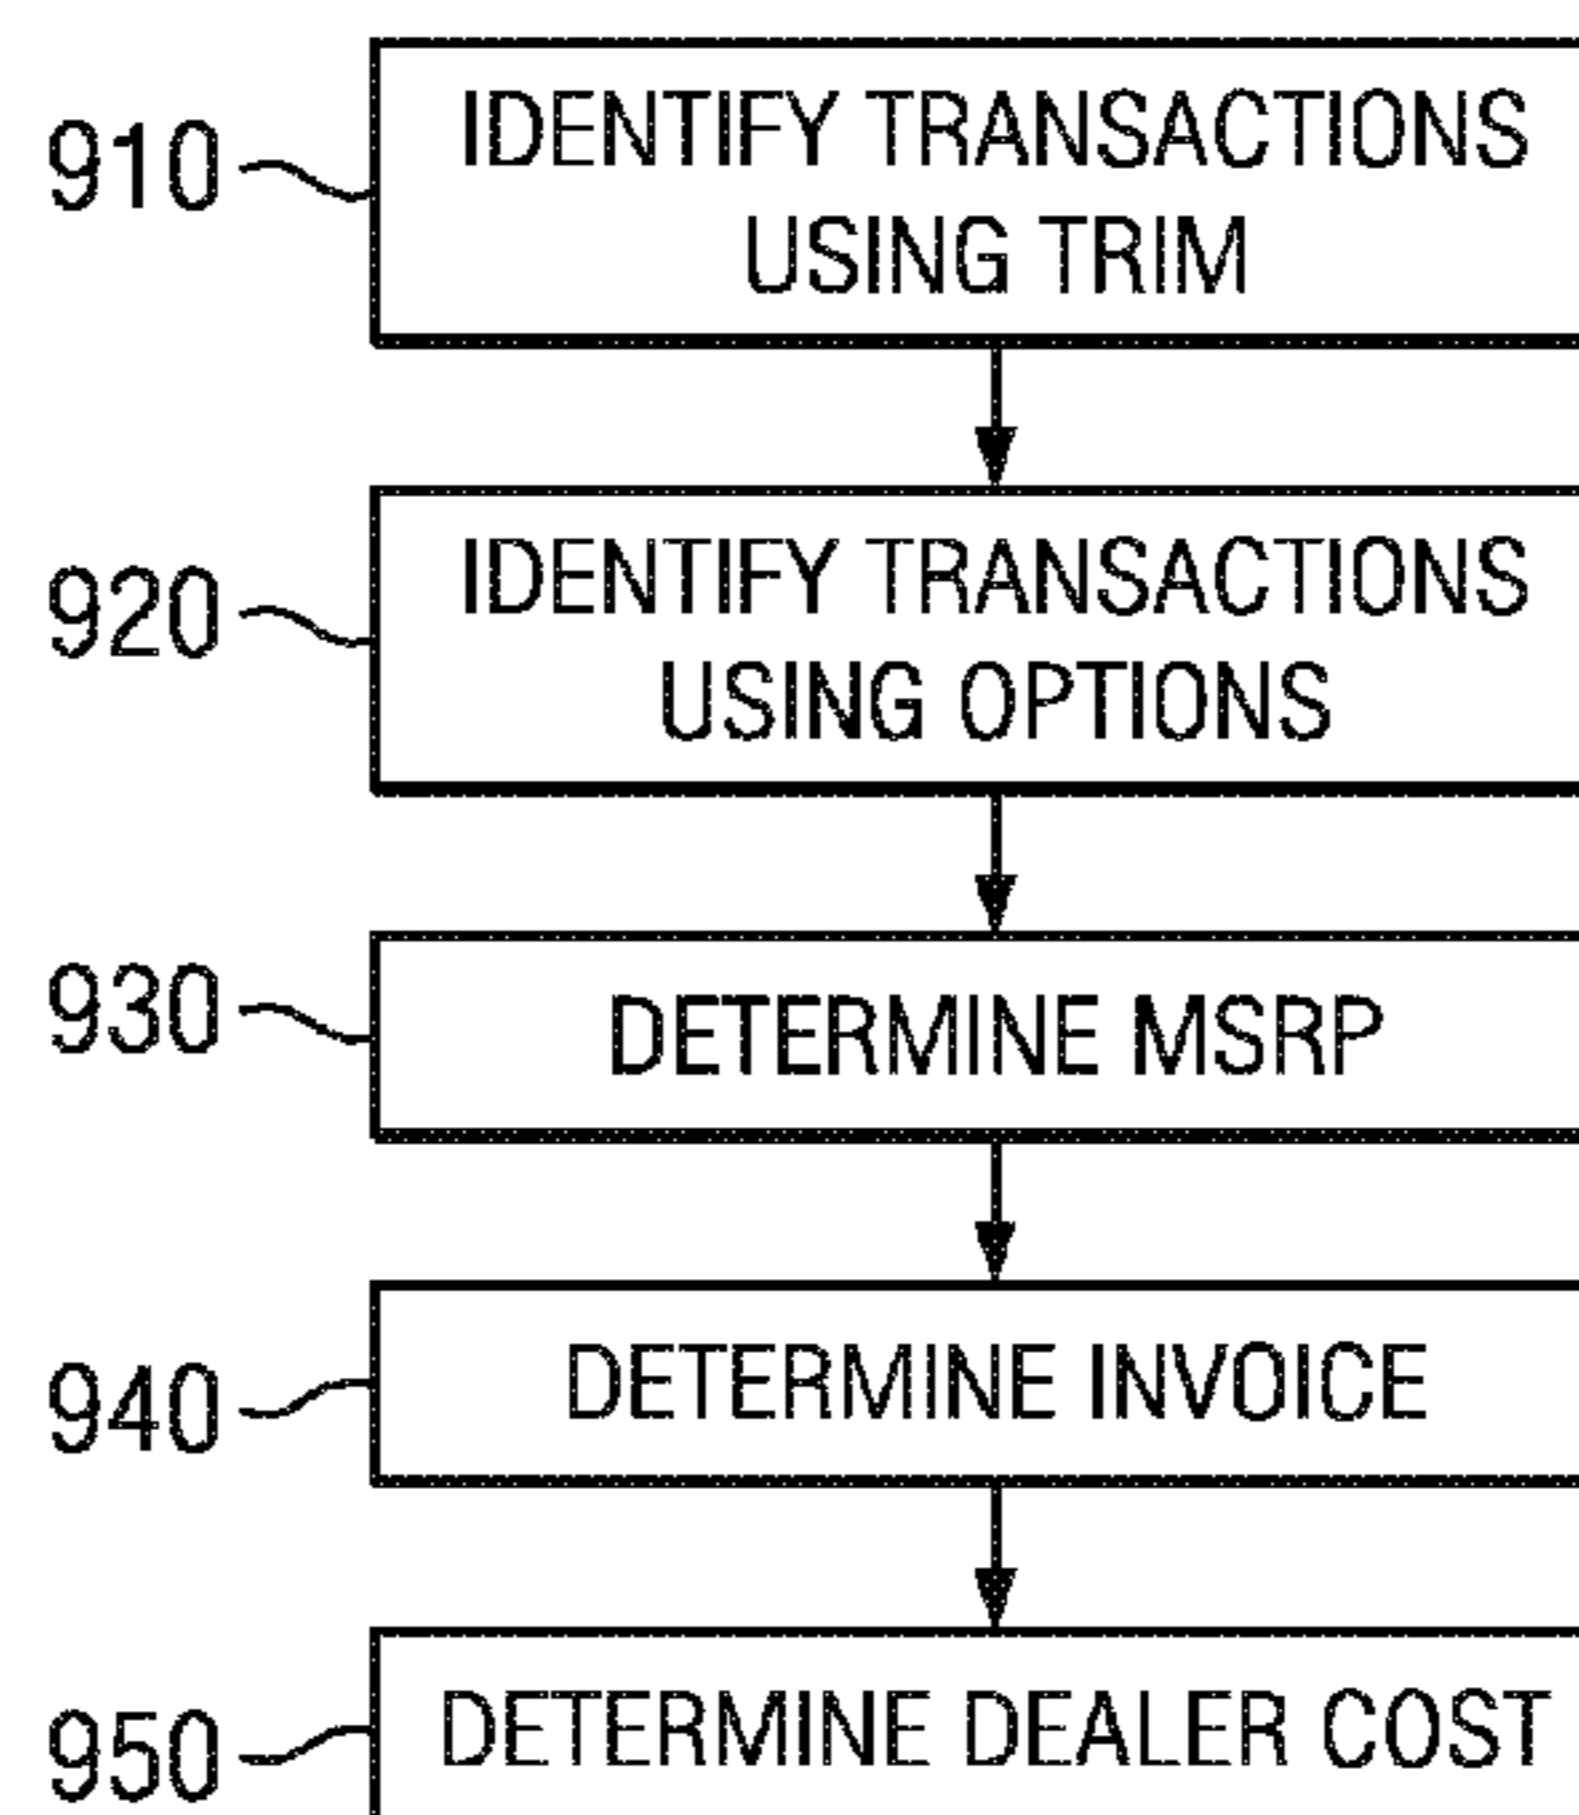 910
IDENTIFY TRANSACTIONS
USING TRIM
920
IDENTIFY TRANSACTIONS
USING OPTIONS
930
DETERMINE MSRP
940
DETERMINE INVOICE
950
DETERMINE DEALER COST